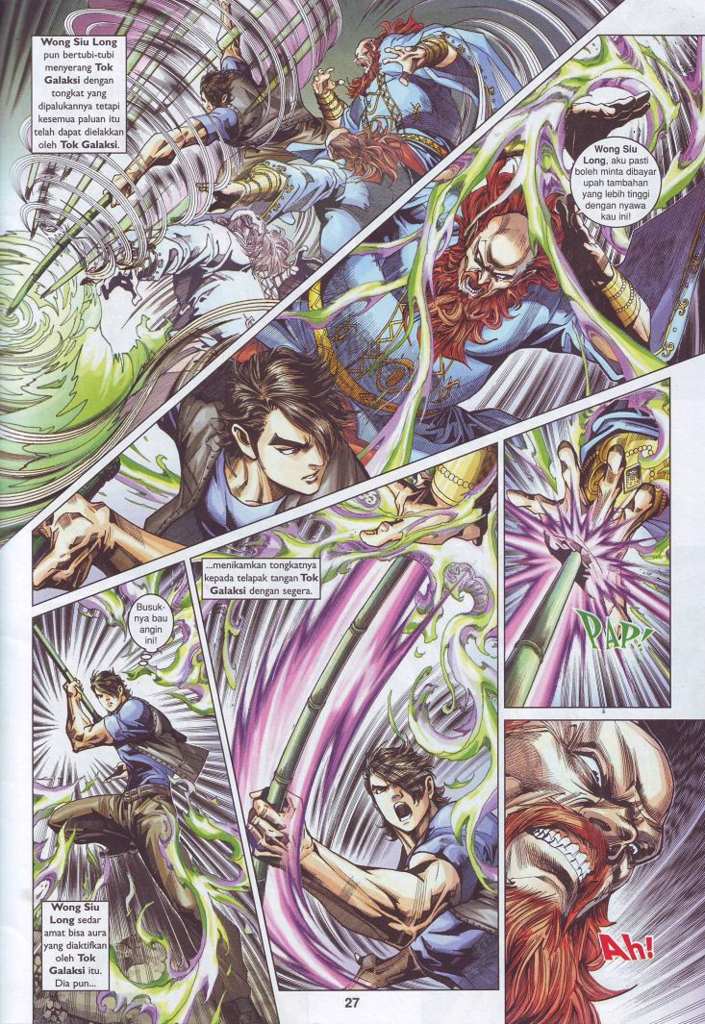 Wong Siu Long
pun bertubi-tubi
menyerang Tok
Galaksi dengan
tongkat yang
dipalukannya tetapi
kesemua paluan itu
telah dapat dielakkan
oleh Tok Galaksi.
Wong Siu
Long, aku pasti
boleh minta dibayar
upah tambahan
yang lebih tinggi
dengan nyawa
kau ini!
Busuk-
nya bau
angin
ini!
Wong Siu
Long sedar
amat bisa aura
yang diaktifkan
oleh Tok
Galaksi itu.
Dia pun...
...menikamkan tongkatnya
kepada telapak tangan Tok
Galaksi dengan segera.
PAP!
Ah!
27